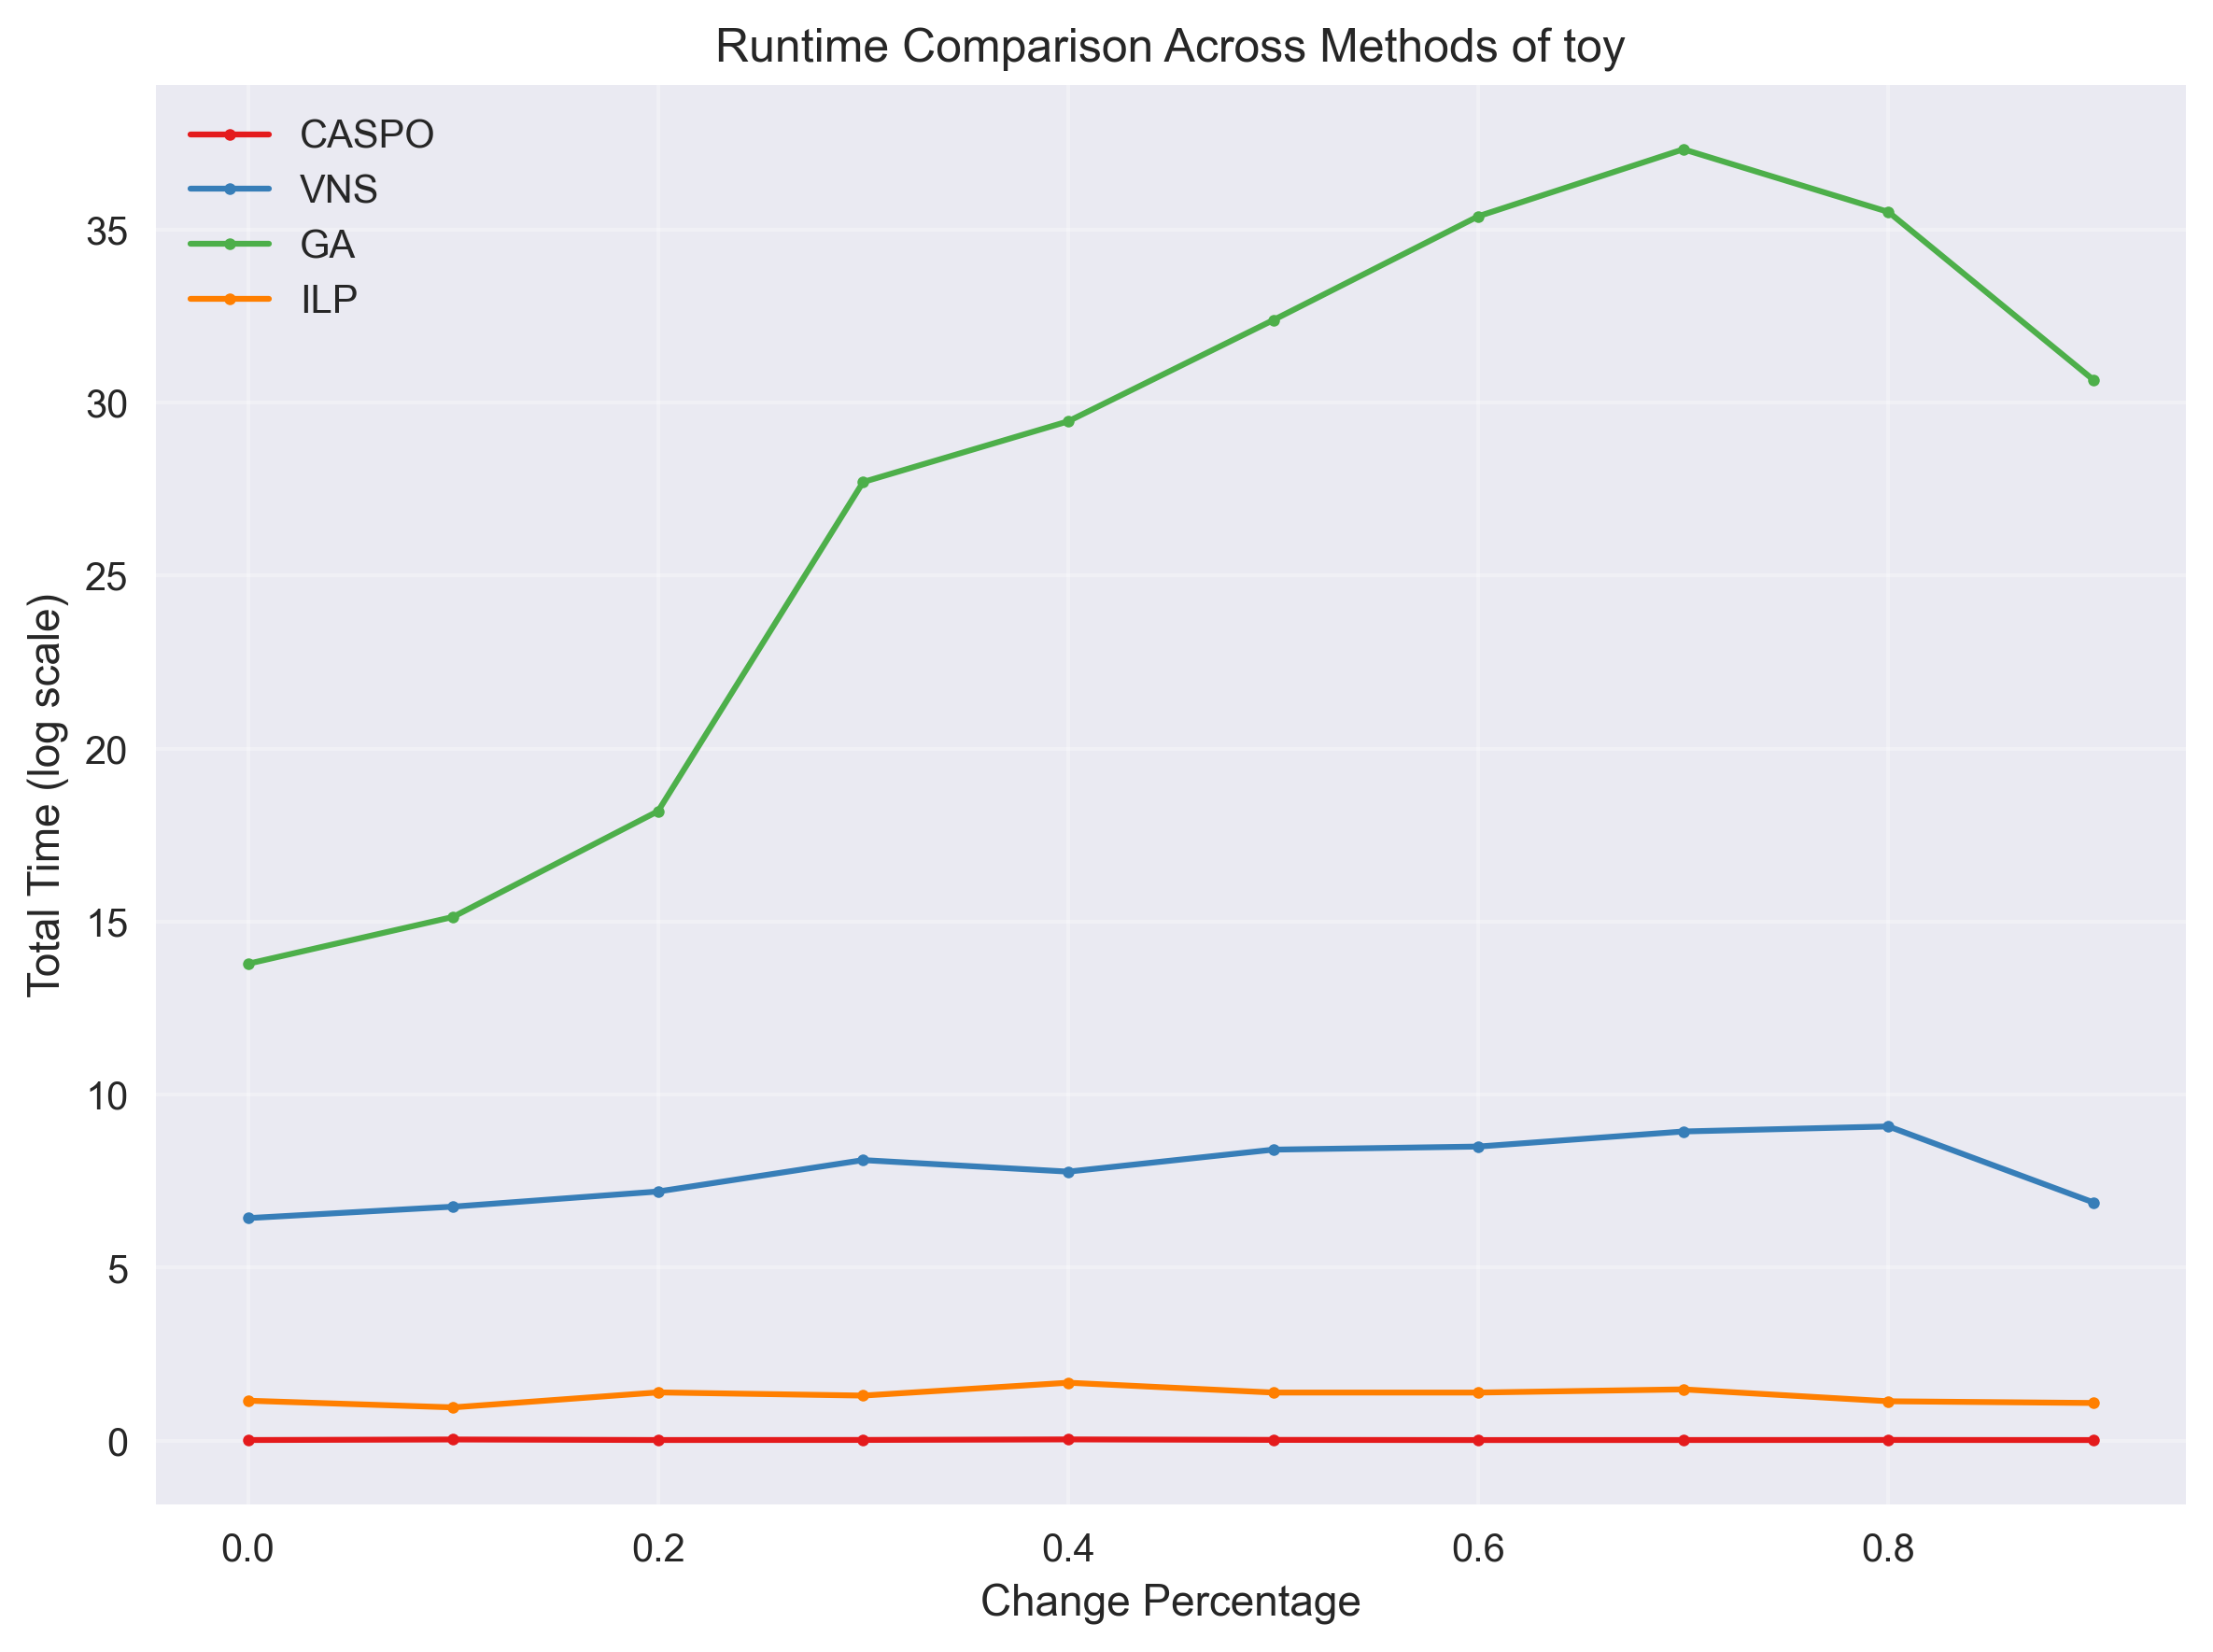 Runtime Comparison Across Methods of toy
CASPO
VNS
GA
ILP
Total Time (log scale)
35
30
25
20
15
10
5
0
0.0 0.2 0.4 0.6 0.8
Change Percentage